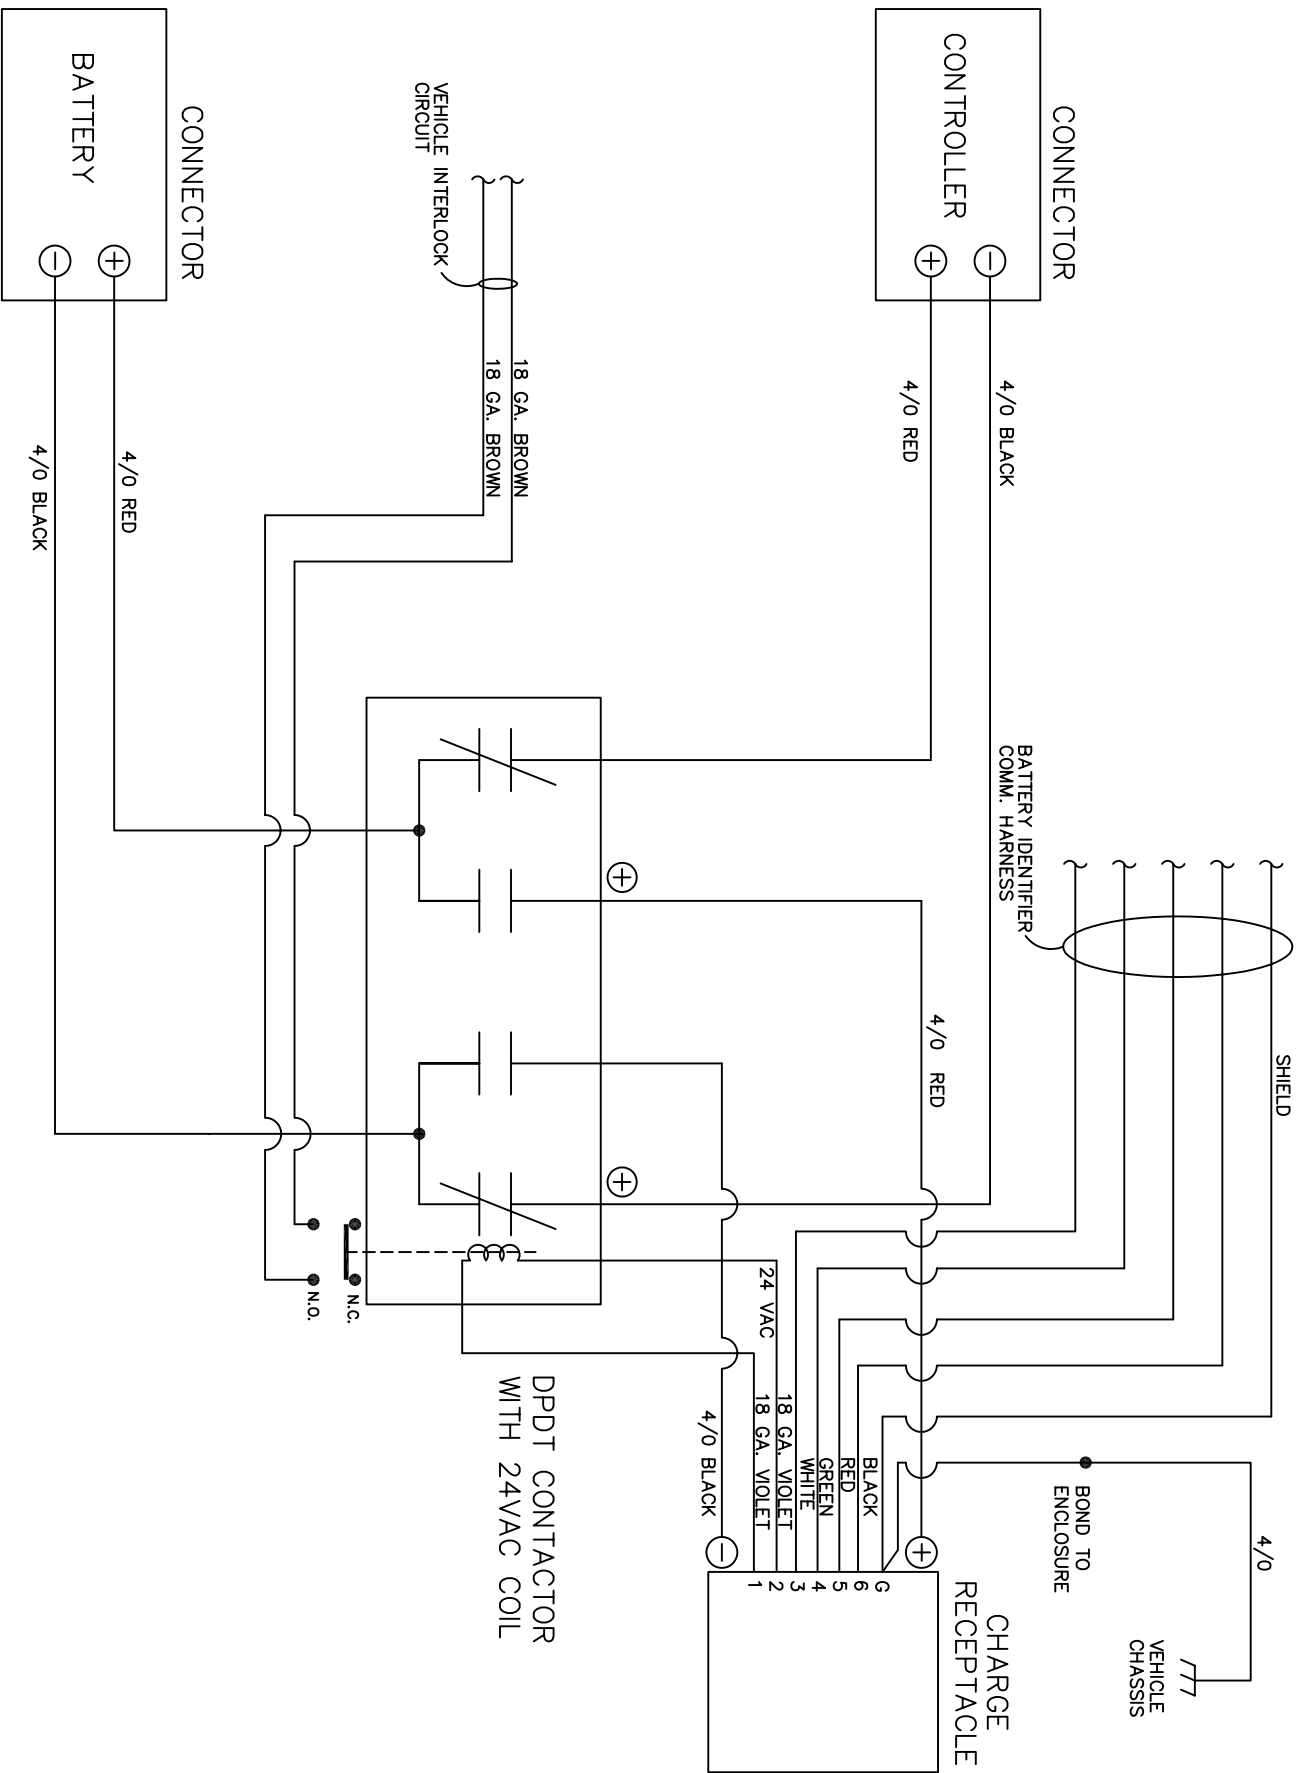 SHIELD
4/0
VEHICLE
CHASSIS
BOND TO
ENCLOSURE
CONNECTOR
CONTROLLER
−
+
4/0 BLACK
4/0 RED
BATTERY IDENTIFIER
COMM. HARNESS
4/0 RED
CHARGE
RECEPTACLE
+
G
BLACK 6
RED 5
GREEN 4
WHITE 3
18 GA. VIOLET 2
18 GA. VIOLET 1
24 VAC
−
4/0 BLACK
+
+
DPDT CONTACTOR
WITH 24VAC COIL
18 GA. BROWN
18 GA. BROWN
VEHICLE INTERLOCK
CIRCUIT
N.C.
N.O.
CONNECTOR
BATTERY
+
−
4/0 RED
4/0 BLACK